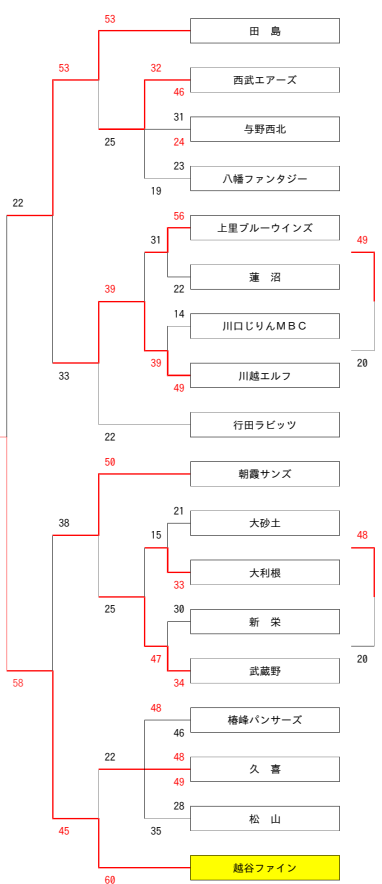 53
田　島
53
32
西武エアーズ
46
31
与野西北
25
24
23
八幡ファンタジー
19
22
56
上里ブルーウインズ
31
49
39
22
蓮　沼
14
川口じりんＭＢＣ
33
39
20
49
川越エルフ
22
行田ラビッツ
50
朝霞サンズ
38
21
大砂土
15
48
33
大利根
25
30
新　栄
47
20
58
34
武蔵野
48
椿峰パンサーズ
46
22
48
久　喜
49
28
松　山
45
35
越谷ファイン
60